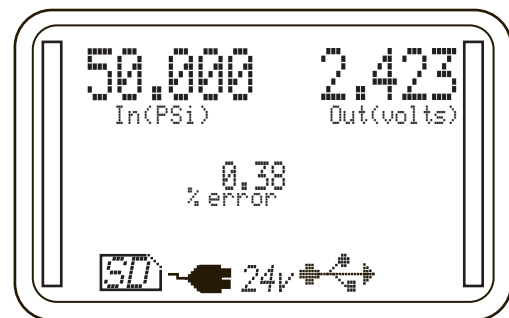 50.000 2.423
In(PSi) Out(volts)
0.38
% error
SD 24v